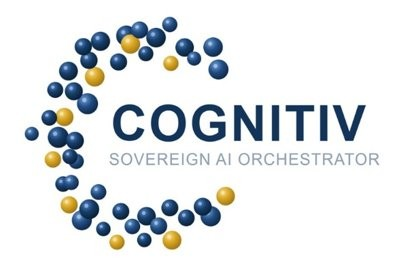 COGNITIV
SOVEREIGN AI ORCHESTRATOR